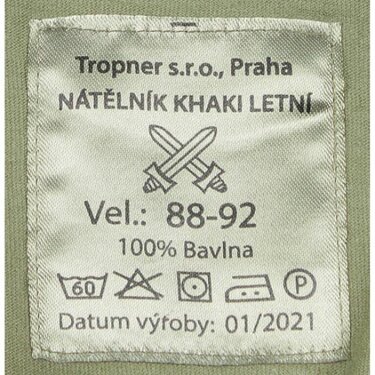 Tropner s.r.o., Praha
NÁTĚLNÍK KHAKI LETNÍ
Vel.: 88-92
100% Bavlna
60 P
Datum výroby: 01/2021